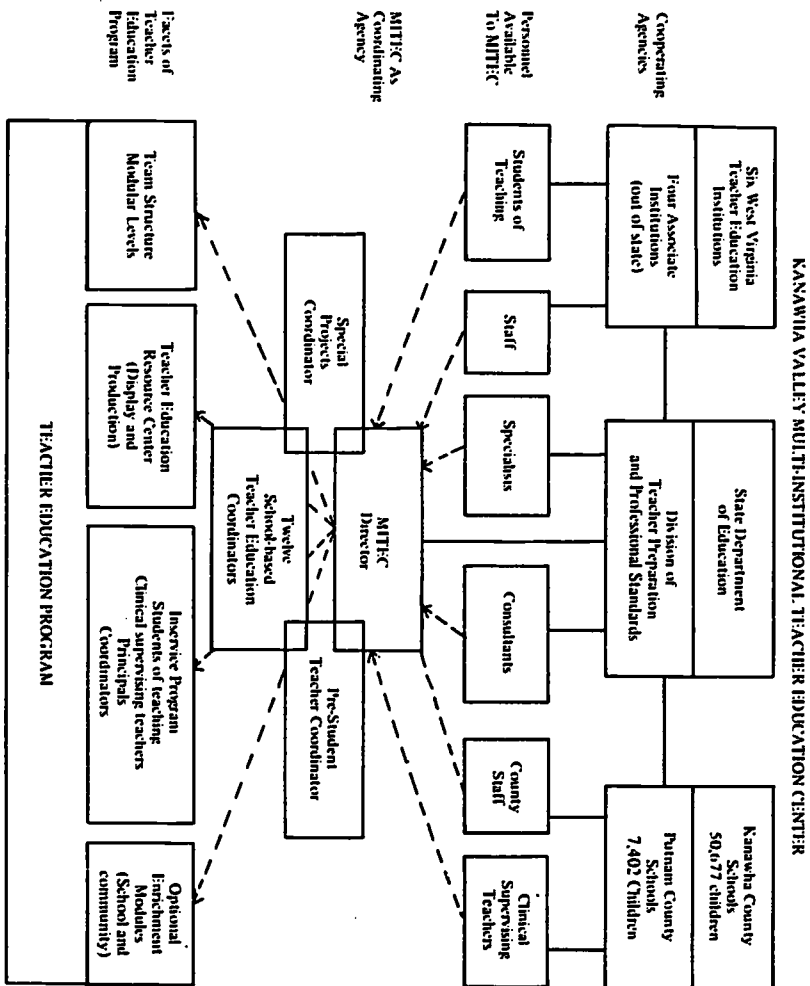 KANAWHA VALLEY MULTI-INSTITUTIONAL TEACHER EDUCATION CENTER
Cooperating
Agencies
Six West Virginia
Teacher Education
Institutions
Four Associate
Institutions
(out of state)
State Department
of Education
Division of
Teacher Preparation
and Professional Standards
Kanawha County
Schools
50,677 children
Putnam County
Schools
7,402 Children
Personnel
Available
To MITEC
Students of
Teaching
Staff
Specialists
Consultants
County
Staff
Clinical
Supervising
Teachers
MITEC As
Coordinating
Agency
Special
Projects
Coordinator
MITEC
Director
Pre-Student
Teacher Coordinator
Twelve
School-based
Teacher Education
Coordinators
Facets of
Teacher
Education
Program
Team Structure
Modular Levels
Teacher Education
Resource Center
(Display and
Production)
Inservice Program
Students of teaching
Clinical supervising teachers
Principals
Coordinators
Optional
Enrichment
Modules
(School and
community)
TEACHER EDUCATION PROGRAM